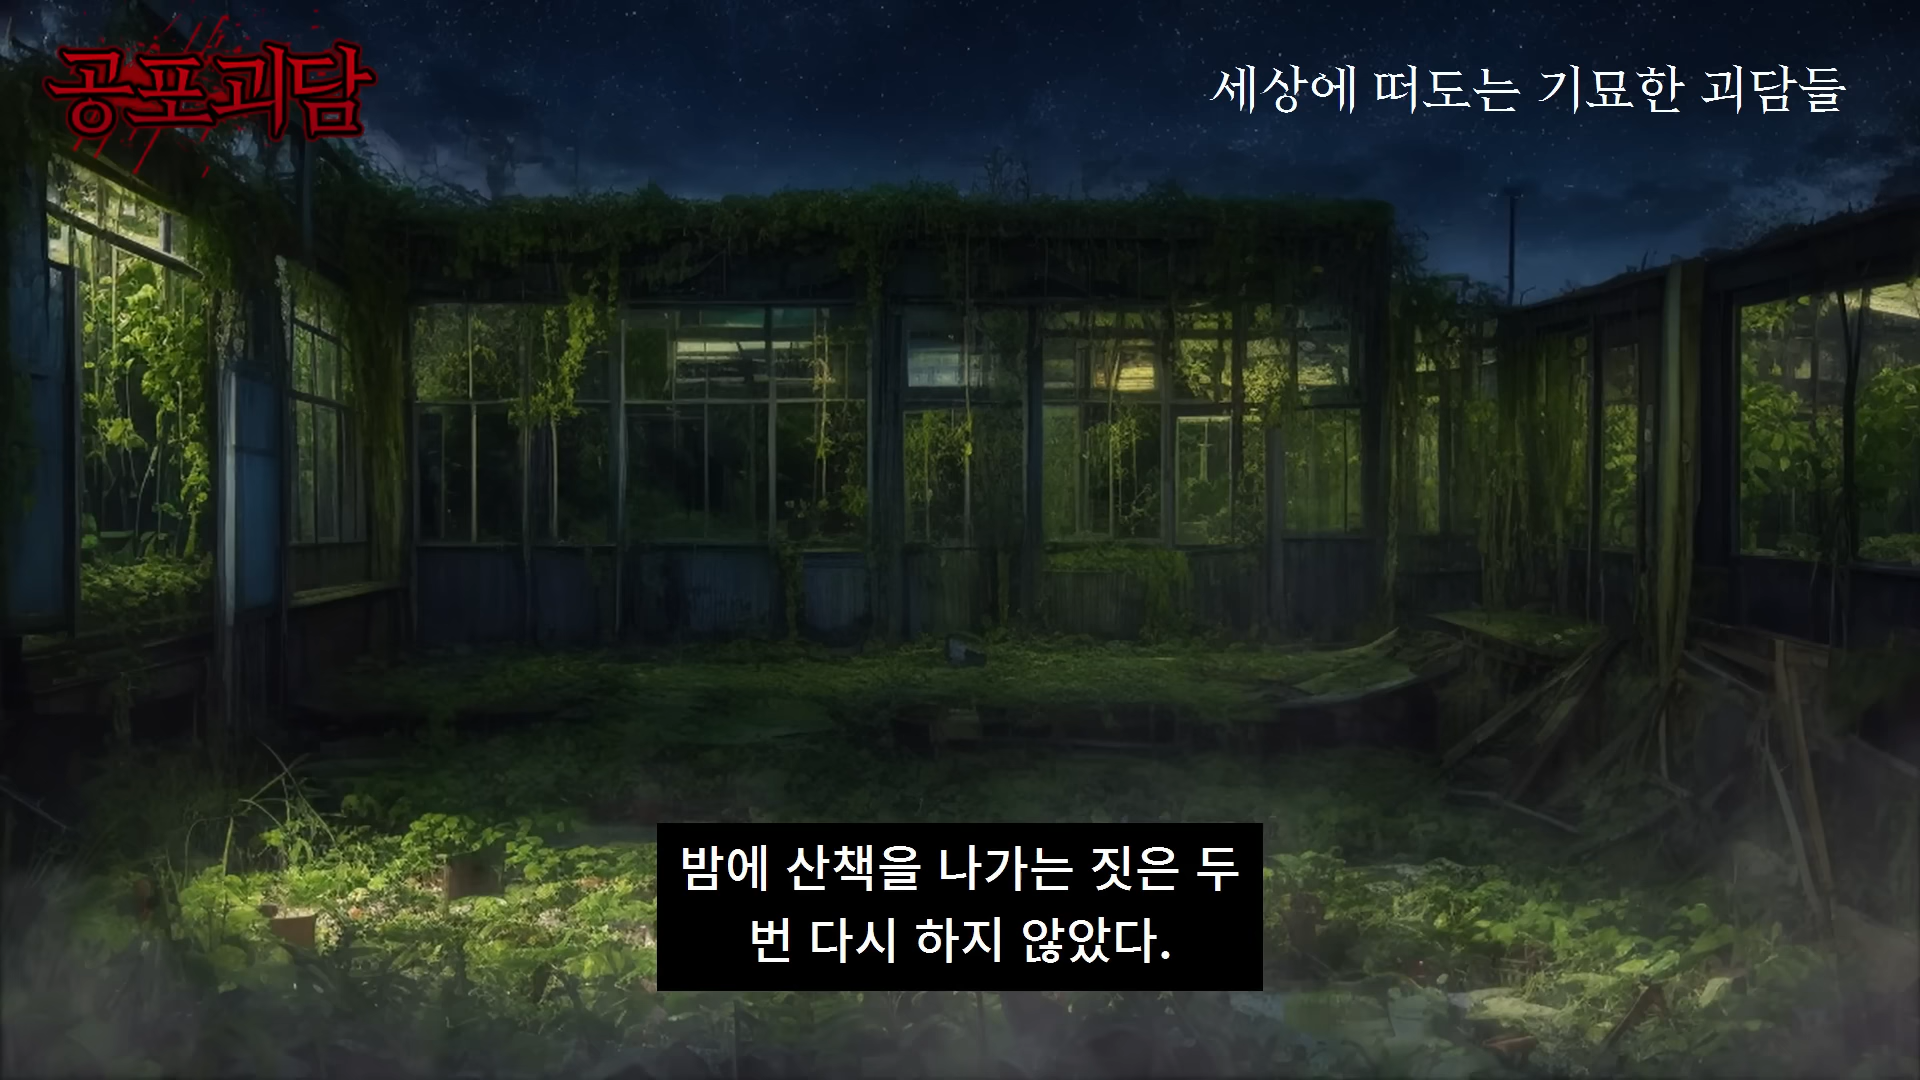 공포괴담
세상에 떠도는 기묘한 괴담들
밤에 산책을 나가는 짓은 두
번 다시 하지 않았다.